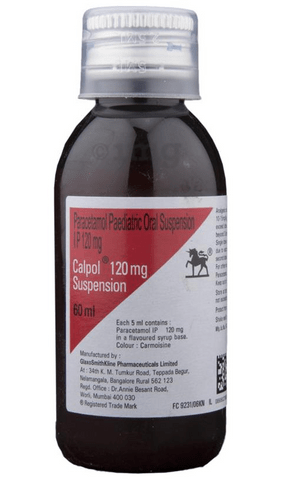 Paracetamol Paediatric Oral Suspension
I.P 120 mg
Calpol® 120 mg
Suspension
60 ml
Each 5 ml contains :
Paracetamol IP 120 mg
in a flavoured syrup base.
Colour : Carmoisine
Manufactured by :
GlaxoSmithKline Pharmaceuticals Limited
At : 34th K. M. Tumkur Road, Teppada Begur,
Nelamangala, Bangalore Rural 562 123
Regd. Office : Dr.Annie Besant Road,
Worli, Mumbai 400 030
® Registered Trade Mark